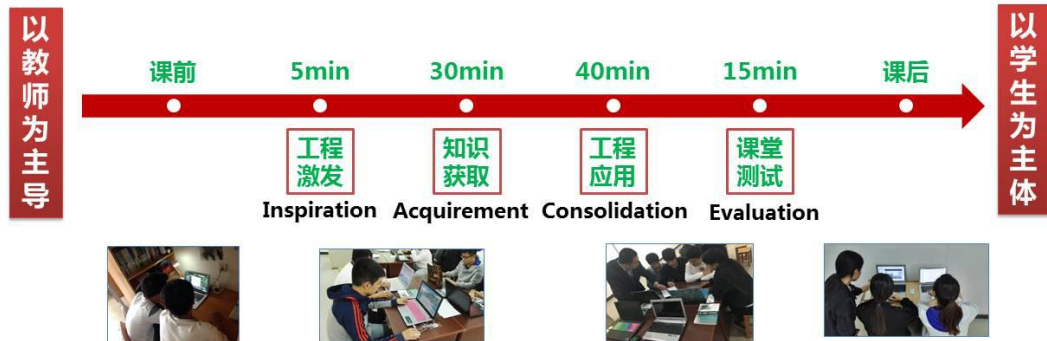 以教师为主导
课前 5min 30min 40min 15min 课后
以学生为主体
工程 知识 工程 课堂
激发 获取 应用 测试
Inspiration Acquirement Consolidation Evaluation